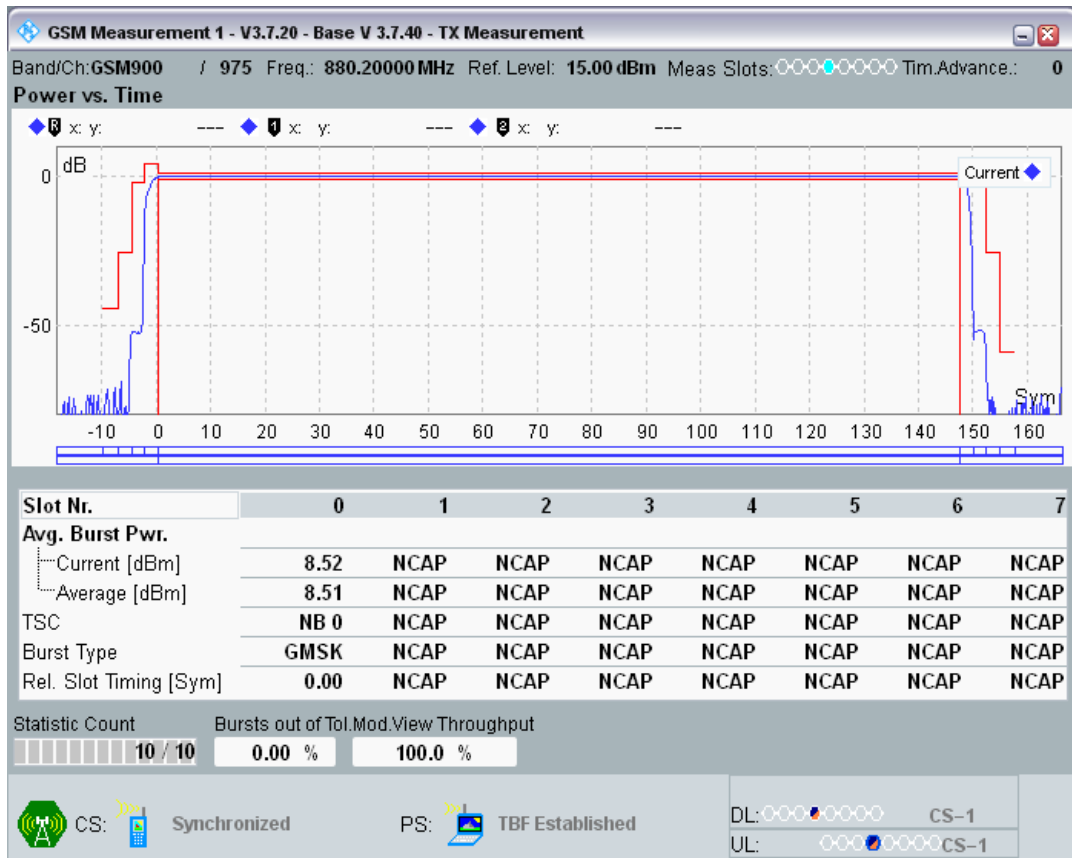 GSM Measurement 1 - V3.7.20 - Base V 3.7.40 - TX Measurement
Band/Ch:GSM900 / 975 Freq.: 880.20000 MHz Ref. Level: 15.00 dBm Meas Slots: Tim.Advance.: 0
Power vs. Time
R x: y: --- 1 x: y: --- 2 x: y: ---
dB
Current
0
-50
Sym
-10 0 10 20 30 40 50 60 70 80 90 100 110 120 130 140 150 160
Slot Nr. 0 1 2 3 4 5 6 7
Avg. Burst Pwr.
Current [dBm] 8.52 NCAP NCAP NCAP NCAP NCAP NCAP NCAP
Average [dBm] 8.51 NCAP NCAP NCAP NCAP NCAP NCAP NCAP
TSC NB 0 NCAP NCAP NCAP NCAP NCAP NCAP NCAP
Burst Type GMSK NCAP NCAP NCAP NCAP NCAP NCAP NCAP
Rel. Slot Timing [Sym] 0.00 NCAP NCAP NCAP NCAP NCAP NCAP NCAP
Statistic Count Bursts out of Tol.Mod.View Throughput
10 / 10 0.00 % 100.0 %
CS: Synchronized PS: TBF Established
DL: CS-1
UL: CS-1